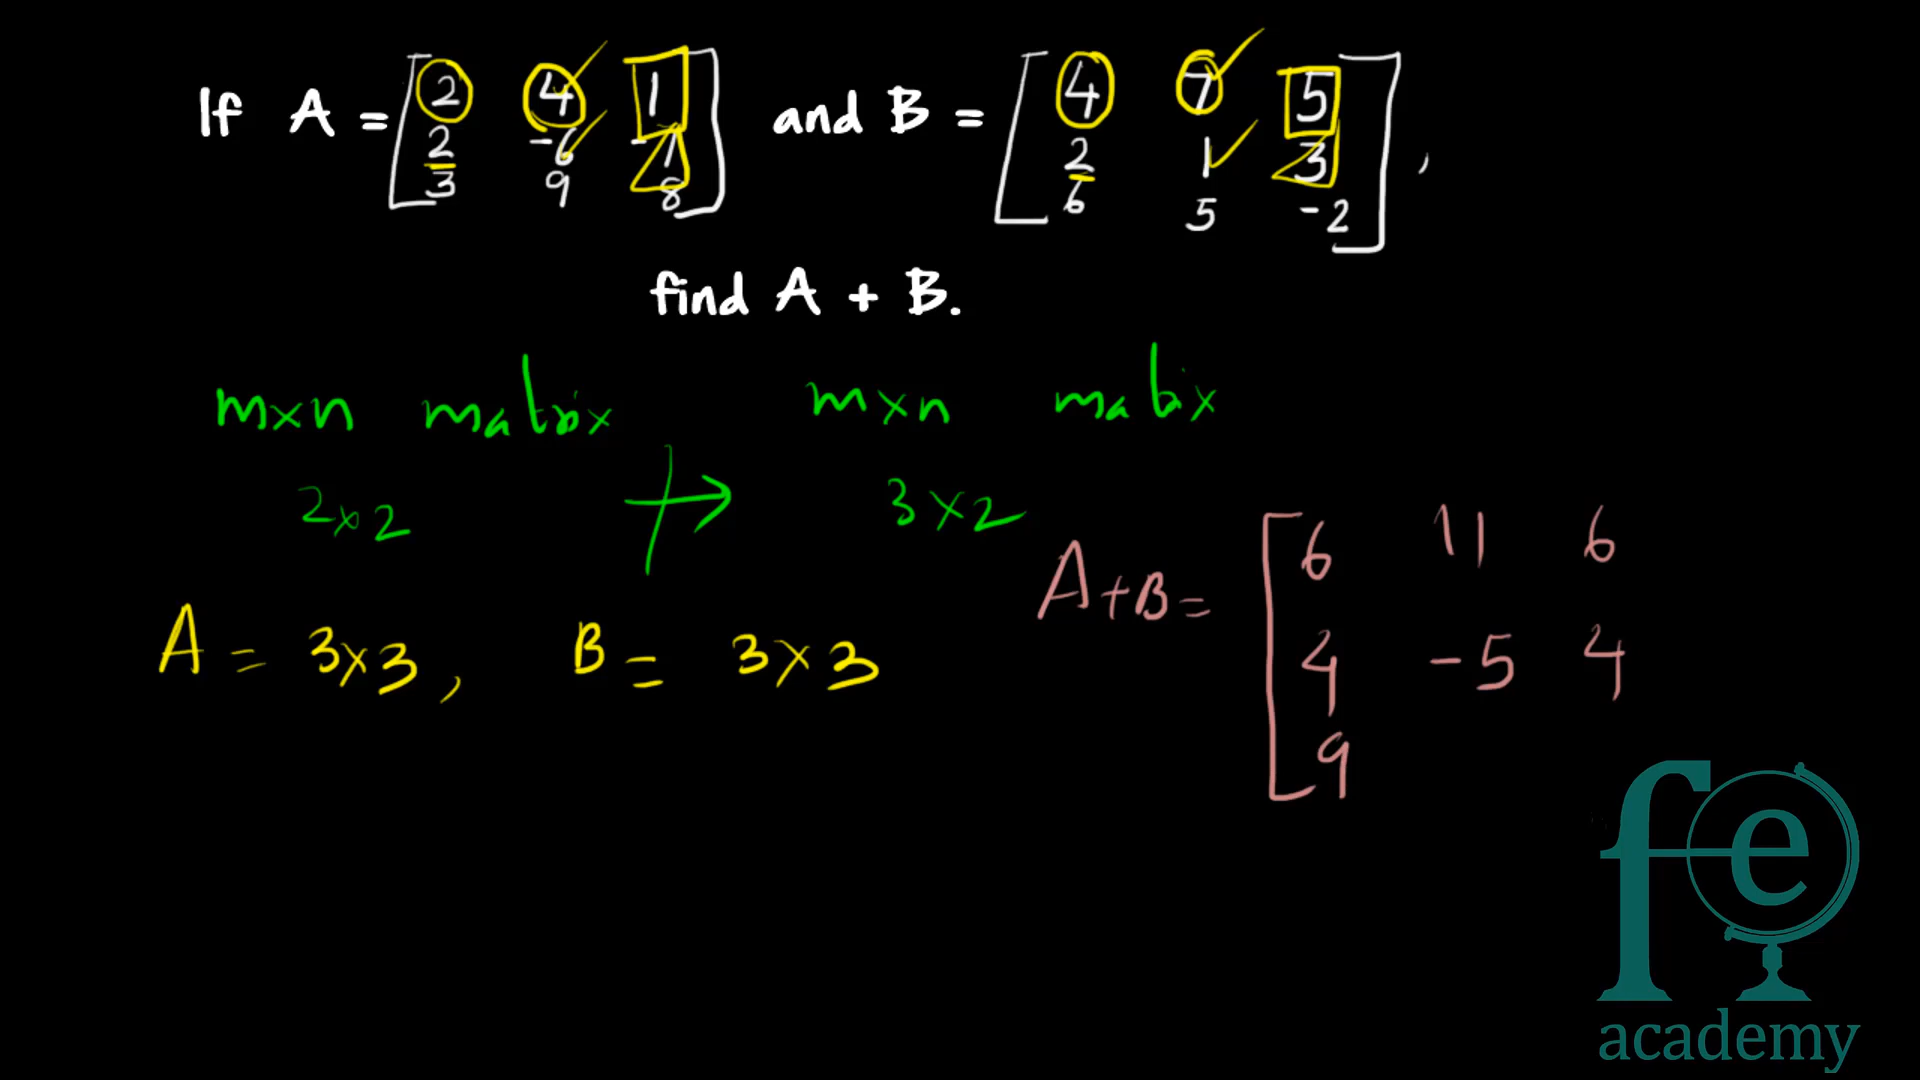 If A = [ 2 4 1 and B = [ 4 7 5 ] ,
2 -6 -1 ] 2 1 3
3 9 8 6 5 -2
find A + B.
m×n matrix m×n matix
2×2 3×2
A+B= [ 6 11 6
A = 3×3, B = 3×3
4 -5 4
9
fe
academy